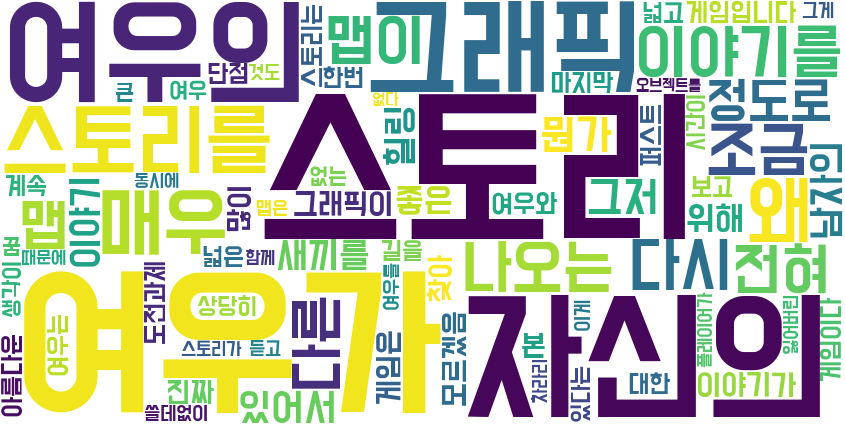 여우의
맵이
그래픽
넓고
게임입니다
그게
이야기를
스토리는
단점
것도
한번
큰
여우
마지막
오브젝트를
없다
스토리를
스토리
힐링
뭔가
퍼스트
시간이
정도로
조금
남자인
계속
동시에
없는
맵
이야기
매우
많이
맵은
그래픽이
좋은
여우와
그저
보고
위해
왜
꿈
때문에
넓은
함께
새끼를
길을
나오는
다시
전혀
생각이
여우가
상당히
도전과제
다른
여우를
찾아
자신의
이게
플레이어가
잃어버린
게임이다
아름다운
여우는
스토리가
듣고
진짜
쓸데없이
있어서
게임은
모르겠음
본
차라리
있다는
대한
이야기가